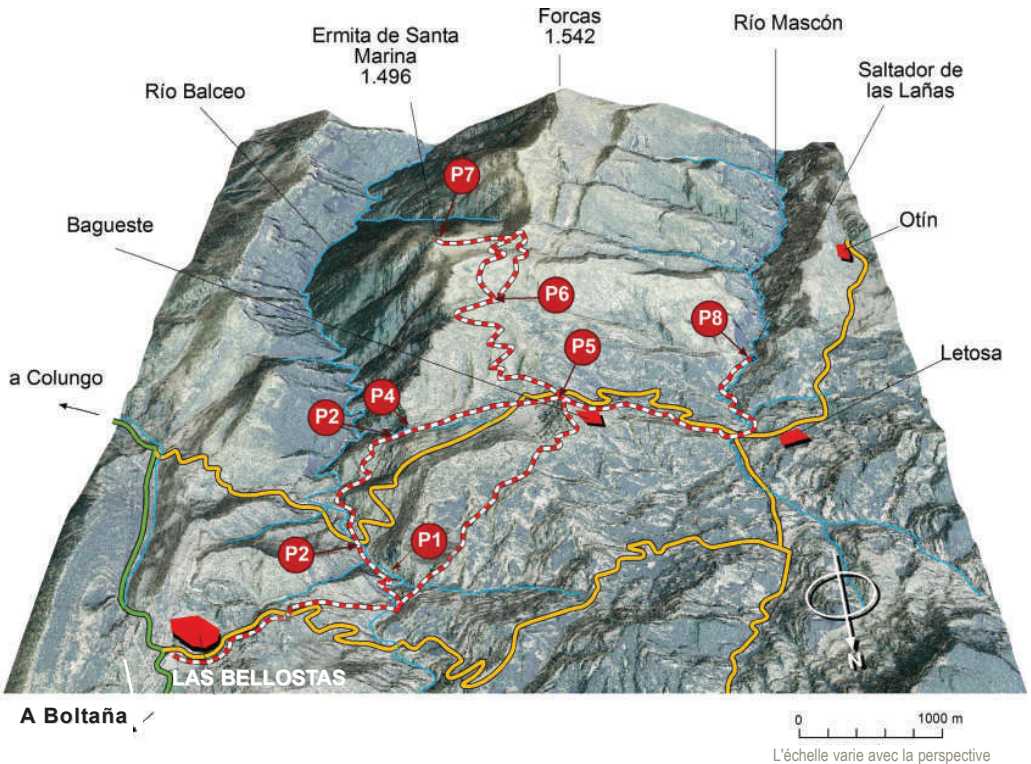 Forcas
1.542
Ermita de Santa
Marina
1.496
Río Mascón
Saltador de
las Lañas
Río Balceo
P7
Bagueste
Otín
P6
P8
P5
Letosa
a Colungo
P4
P2
P2
P1
N
LAS BELLOSTAS
A Boltaña
0 1000 m
L'échelle varie avec la perspective